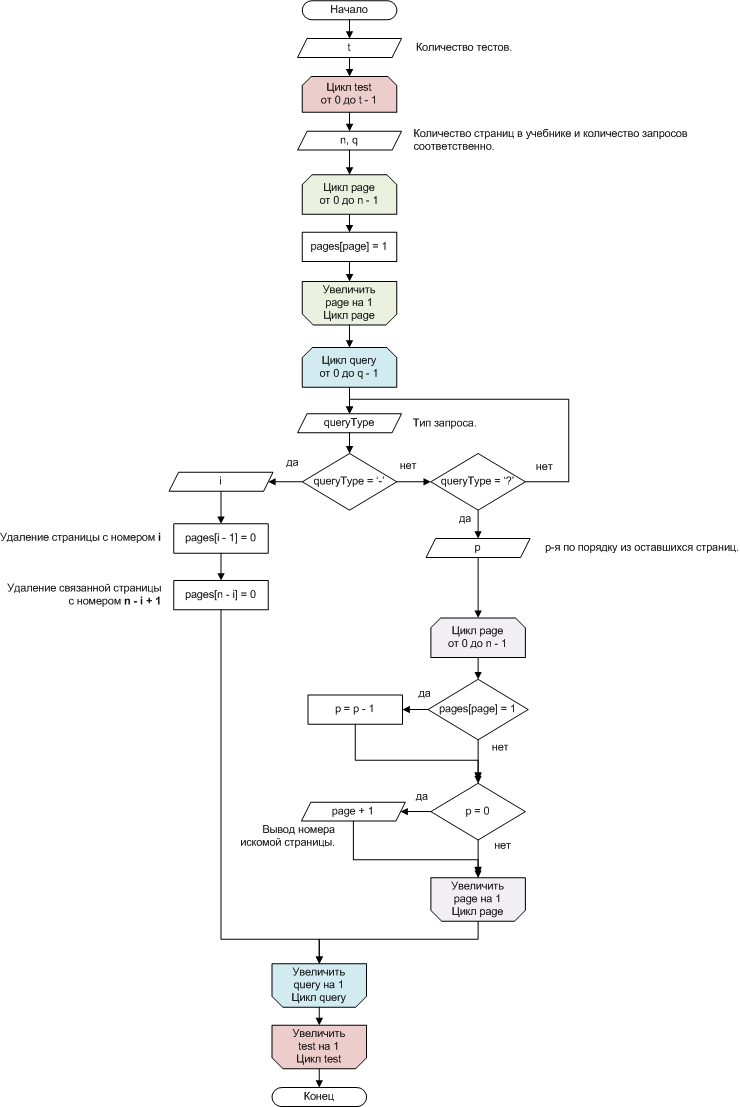 Начало
t
Количество тестов.
Цикл test
от 0 до t - 1
n, q
Количество страниц в учебнике и количество запросов
соответственно.
Цикл page
от 0 до n - 1
pages[page] = 1
Увеличить
page на 1
Цикл page
Цикл query
от 0 до q - 1
queryType
Тип запроса.
да
queryType = ‘-’
нет
queryType = ‘?’
нет
i
да
pages[i - 1] = 0
Удаление страницы с номером i
p
p-я по порядку из оставшихся страниц.
Удаление связанной страницы
с номером n - i + 1
pages[n - i] = 0
Цикл page
от 0 до n - 1
да
pages[page] = 1
p = p - 1
нет
да
p = 0
page + 1
Вывод номера
искомой страницы.
нет
Увеличить
page на 1
Цикл page
Увеличить
query на 1
Цикл query
Увеличить
test на 1
Цикл test
Конец